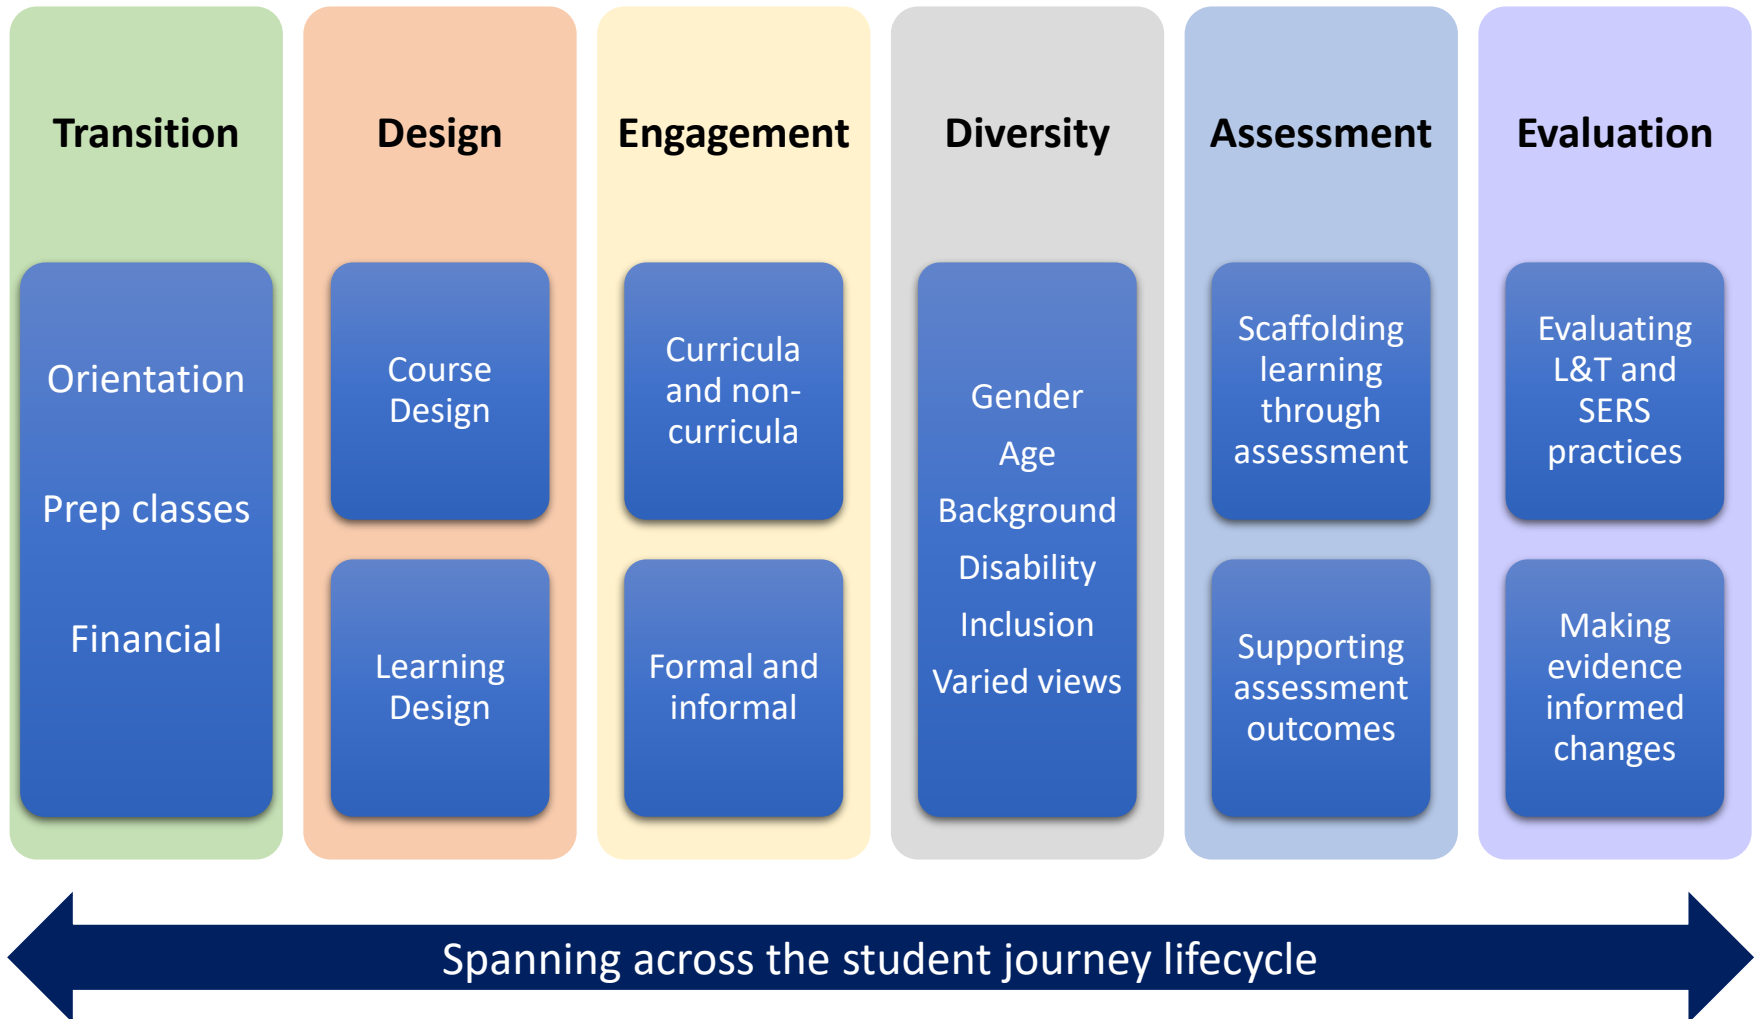 Transition
Orientation
Prep classes
Financial
Design
Course
Design
Learning
Design
Engagement
Curricula
and non-
curricula
Formal and
informal
Diversity
Gender
Age
Background
Disability
Inclusion
Varied views
Assessment
Scaffolding
learning
through
assessment
Supporting
assessment
outcomes
Evaluation
Evaluating
L&T and
SERS
practices
Making
evidence
informed
changes
Spanning across the student journey lifecycle